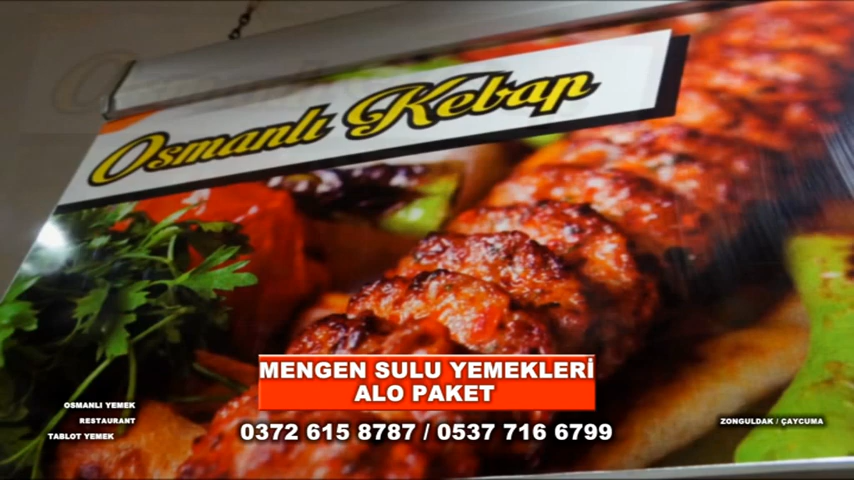 Osmanlı Kebap
MENGEN SULU YEMEKLERİ
ALO PAKET
0372 615 8787 / 0537 716 6799
OSMANLI YEMEK
RESTAURANT
TABLOT YEMEK
ZONGULDAK / ÇAYCUMA